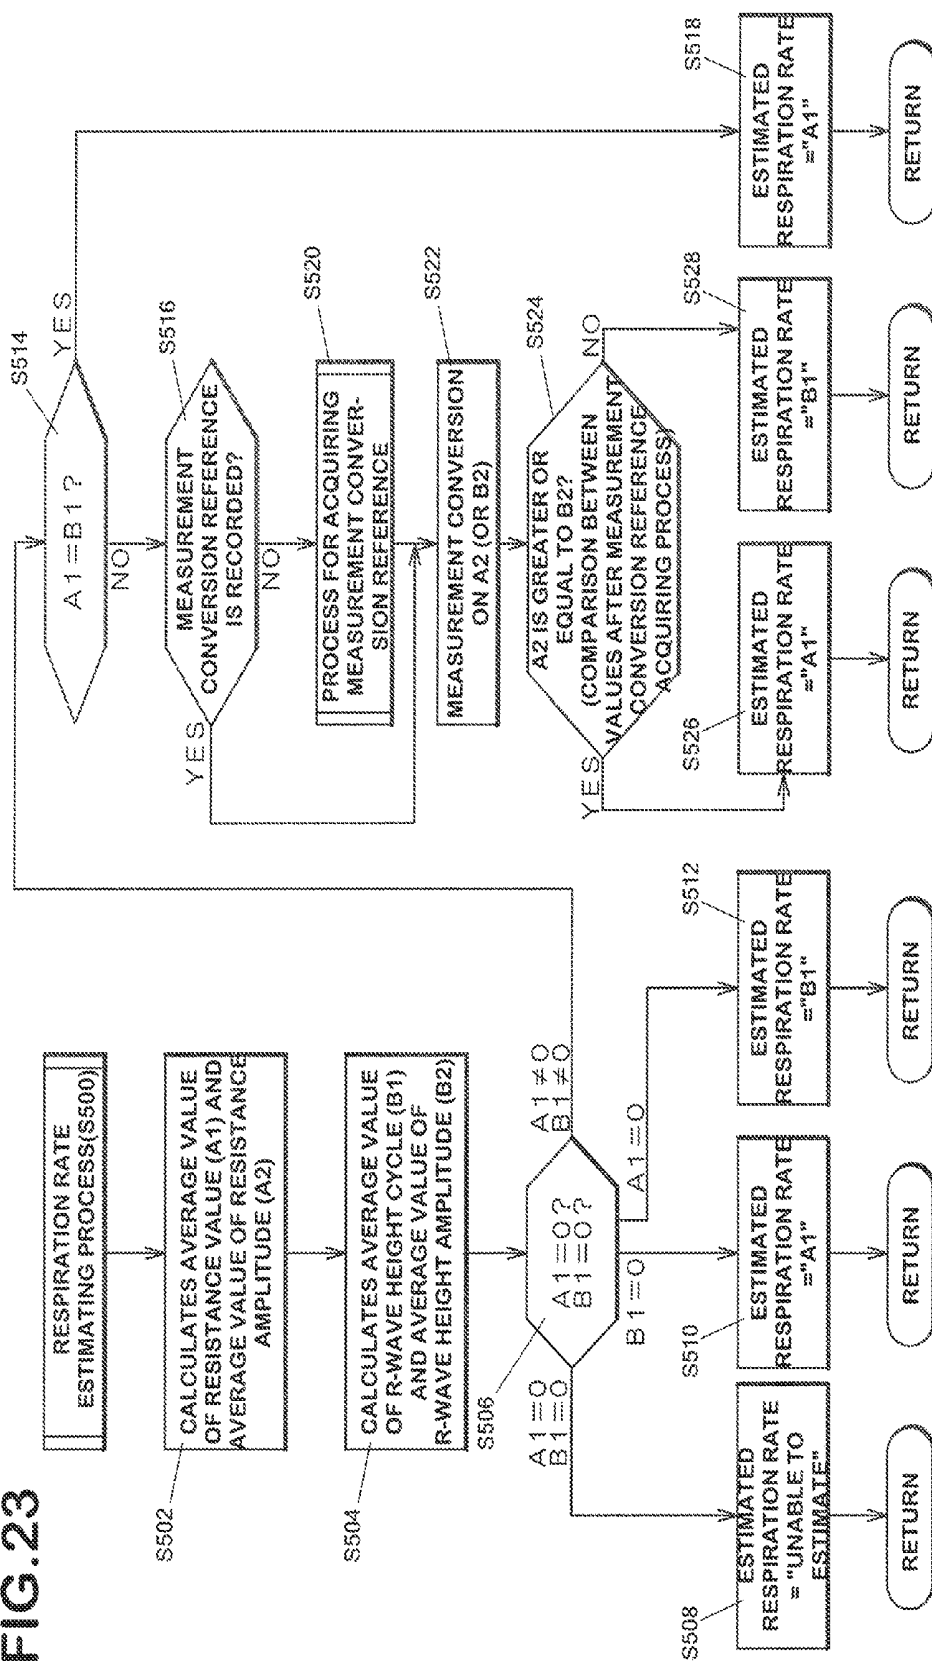 FIG.23
RESPIRATION RATE
ESTIMATING PROCESS(S500)
S502
CALCULATES AVERAGE VALUE
OF RESISTANCE VALUE (A1) AND
AVERAGE VALUE OF RESISTANCE
AMPLITUDE (A2)
S504
CALCULATES AVERAGE VALUE
OF R-WAVE HEIGHT CYCLE (B1)
AND AVERAGE VALUE OF
R-WAVE HEIGHT AMPLITUDE (B2)
S506
A1=0?
B1=0?
A1=0
B1=0
B1=0
A1=0
A1≠0
B1≠0
S508
ESTIMATED
RESPIRATION RATE
= "UNABLE TO
ESTIMATE"
RETURN
S510
ESTIMATED
RESPIRATION RATE
="A1"
RETURN
S512
ESTIMATED
RESPIRATION RATE
="B1"
RETURN
S514
A1=B1?
YES
NO
S516
MEASUREMENT
CONVERSION REFERENCE
IS RECORDED?
YES
NO
S520
PROCESS FOR ACQUIRING
MEASUREMENT CONVER-
SION REFERENCE
S522
MEASUREMENT CONVERSION
ON A2 (OR B2)
S524
A2 IS GREATER OR
EQUAL TO B2?
(COMPARISON BETWEEN
VALUES AFTER MEASUREMENT
CONVERSION REFERENCE
ACQUIRING PROCESS)
YES
NO
S526
ESTIMATED
RESPIRATION RATE
="A1"
RETURN
S528
ESTIMATED
RESPIRATION RATE
="B1"
RETURN
S518
ESTIMATED
RESPIRATION RATE
="A1"
RETURN